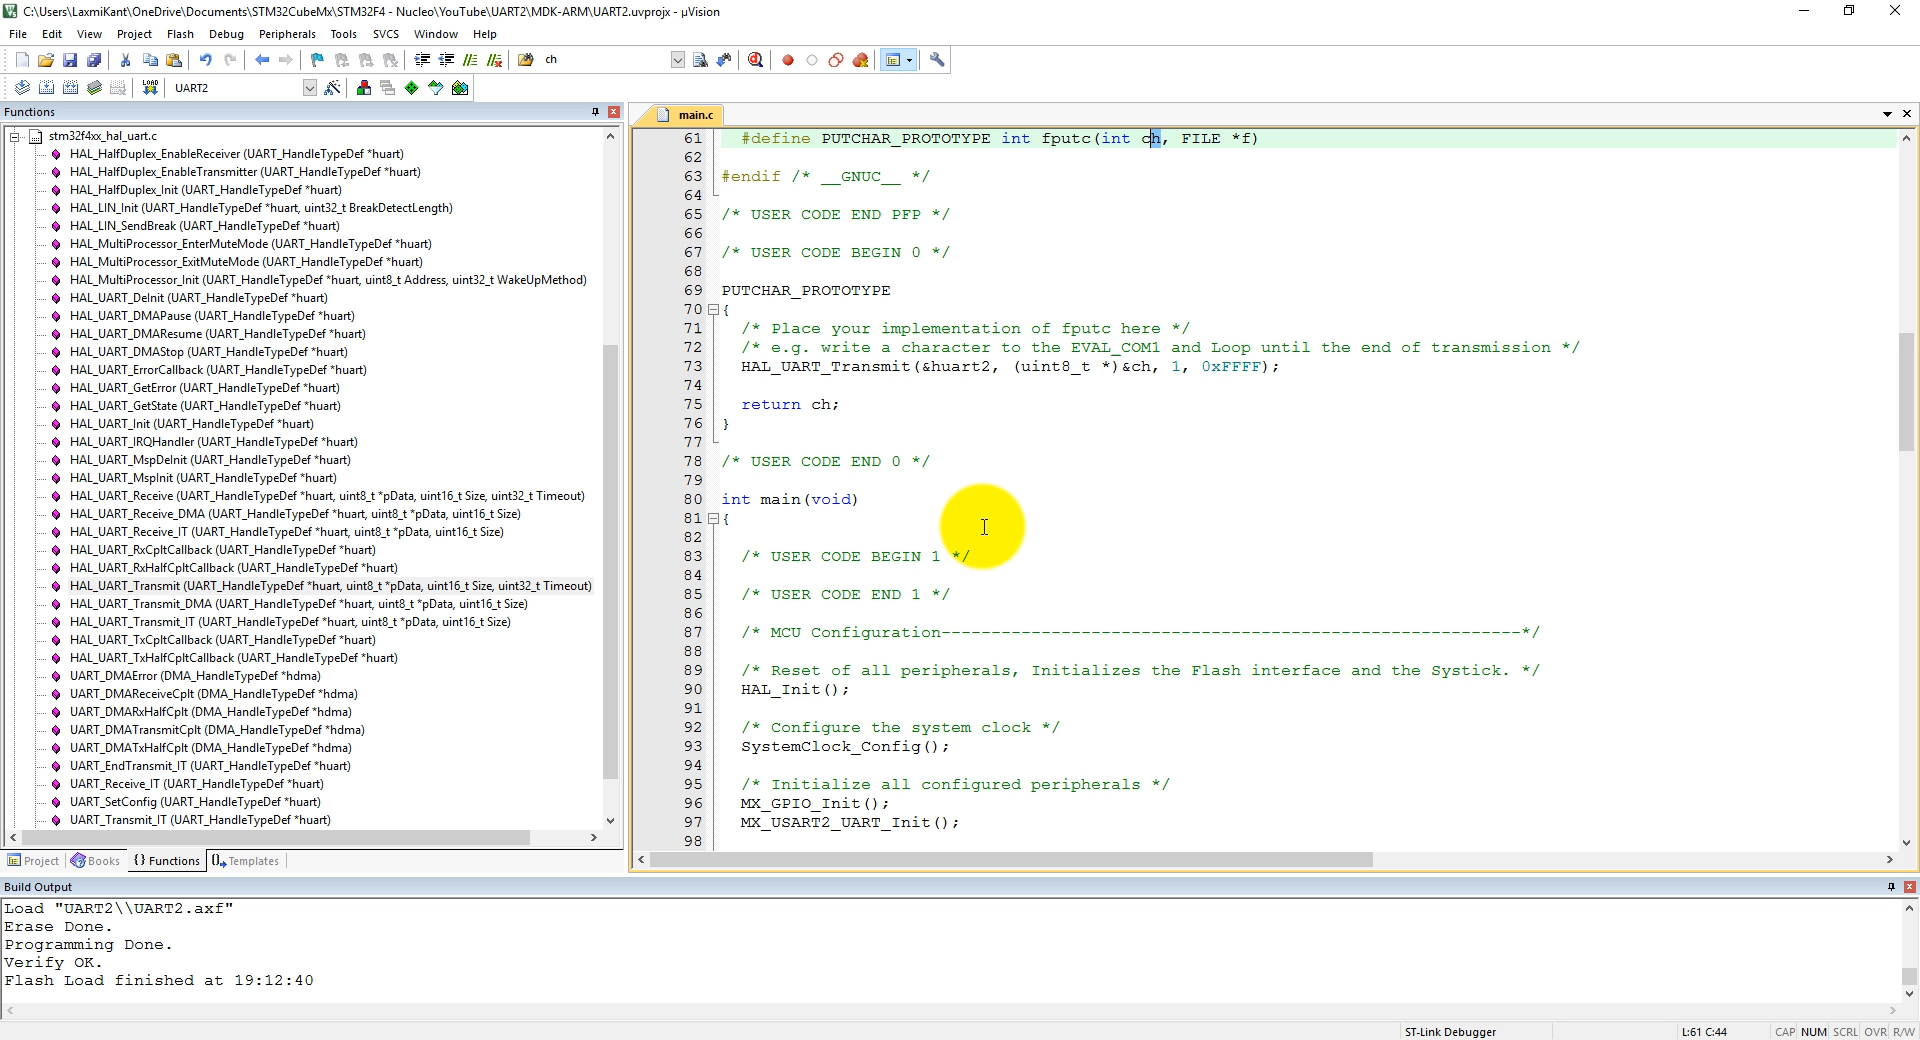 C:\Users\LaxmiKant\OneDrive\Documents\STM32CubeMx\STM32F4 - Nucleo\YouTube\UART2\MDK-ARM\UART2.uvprojx - µVision
File Edit View Project Flash Debug Peripherals Tools SVCS Window Help
ch
LOAD UART2
Functions
main.c
stm32f4xx_hal_uart.c
HAL_HalfDuplex_EnableReceiver (UART_HandleTypeDef *huart)
HAL_HalfDuplex_EnableTransmitter (UART_HandleTypeDef *huart)
HAL_HalfDuplex_Init (UART_HandleTypeDef *huart)
HAL_LIN_Init (UART_HandleTypeDef *huart, uint32_t BreakDetectLength)
HAL_LIN_SendBreak (UART_HandleTypeDef *huart)
HAL_MultiProcessor_EnterMuteMode (UART_HandleTypeDef *huart)
HAL_MultiProcessor_ExitMuteMode (UART_HandleTypeDef *huart)
HAL_MultiProcessor_Init (UART_HandleTypeDef *huart, uint8_t Address, uint32_t WakeUpMethod)
HAL_UART_DeInit (UART_HandleTypeDef *huart)
HAL_UART_DMAPause (UART_HandleTypeDef *huart)
HAL_UART_DMAResume (UART_HandleTypeDef *huart)
HAL_UART_DMAStop (UART_HandleTypeDef *huart)
HAL_UART_ErrorCallback (UART_HandleTypeDef *huart)
HAL_UART_GetError (UART_HandleTypeDef *huart)
HAL_UART_GetState (UART_HandleTypeDef *huart)
HAL_UART_Init (UART_HandleTypeDef *huart)
HAL_UART_IRQHandler (UART_HandleTypeDef *huart)
HAL_UART_MspDeInit (UART_HandleTypeDef *huart)
HAL_UART_MspInit (UART_HandleTypeDef *huart)
HAL_UART_Receive (UART_HandleTypeDef *huart, uint8_t *pData, uint16_t Size, uint32_t Timeout)
HAL_UART_Receive_DMA (UART_HandleTypeDef *huart, uint8_t *pData, uint16_t Size)
HAL_UART_Receive_IT (UART_HandleTypeDef *huart, uint8_t *pData, uint16_t Size)
HAL_UART_RxCpltCallback (UART_HandleTypeDef *huart)
HAL_UART_RxHalfCpltCallback (UART_HandleTypeDef *huart)
HAL_UART_Transmit (UART_HandleTypeDef *huart, uint8_t *pData, uint16_t Size, uint32_t Timeout)
HAL_UART_Transmit_DMA (UART_HandleTypeDef *huart, uint8_t *pData, uint16_t Size)
HAL_UART_Transmit_IT (UART_HandleTypeDef *huart, uint8_t *pData, uint16_t Size)
HAL_UART_TxCpltCallback (UART_HandleTypeDef *huart)
HAL_UART_TxHalfCpltCallback (UART_HandleTypeDef *huart)
UART_DMAError (DMA_HandleTypeDef *hdma)
UART_DMAReceiveCplt (DMA_HandleTypeDef *hdma)
UART_DMARxHalfCplt (DMA_HandleTypeDef *hdma)
UART_DMATransmitCplt (DMA_HandleTypeDef *hdma)
UART_DMATxHalfCplt (DMA_HandleTypeDef *hdma)
UART_EndTransmit_IT (UART_HandleTypeDef *huart)
UART_Receive_IT (UART_HandleTypeDef *huart)
UART_SetConfig (UART_HandleTypeDef *huart)
UART_Transmit_IT (UART_HandleTypeDef *huart)
Project Books {} Functions Templates
61 #define PUTCHAR_PROTOTYPE int fputc(int ch, FILE *f)
62
63 #endif /* __GNUC__ */
64
65 /* USER CODE END PFP */
66
67 /* USER CODE BEGIN 0 */
68
69 PUTCHAR_PROTOTYPE
70 {
71 /* Place your implementation of fputc here */
72 /* e.g. write a character to the EVAL_COM1 and Loop until the end of transmission */
73 HAL_UART_Transmit(&huart2, (uint8_t *)&ch, 1, 0xFFFF);
74
75 return ch;
76 }
77
78 /* USER CODE END 0 */
79
80 int main(void)
81 {
82
83 /* USER CODE BEGIN 1 */
84
85 /* USER CODE END 1 */
86
87 /* MCU Configuration----------------------------------------------------------*/
88
89 /* Reset of all peripherals, Initializes the Flash interface and the Systick. */
90 HAL_Init();
91
92 /* Configure the system clock */
93 SystemClock_Config();
94
95 /* Initialize all configured peripherals */
96 MX_GPIO_Init();
97 MX_USART2_UART_Init();
98
Build Output
Load "UART2\\UART2.axf"
Erase Done.
Programming Done.
Verify OK.
Flash Load finished at 19:12:40
ST-Link Debugger L:61 C:44 CAP NUM SCRL OVR R/W